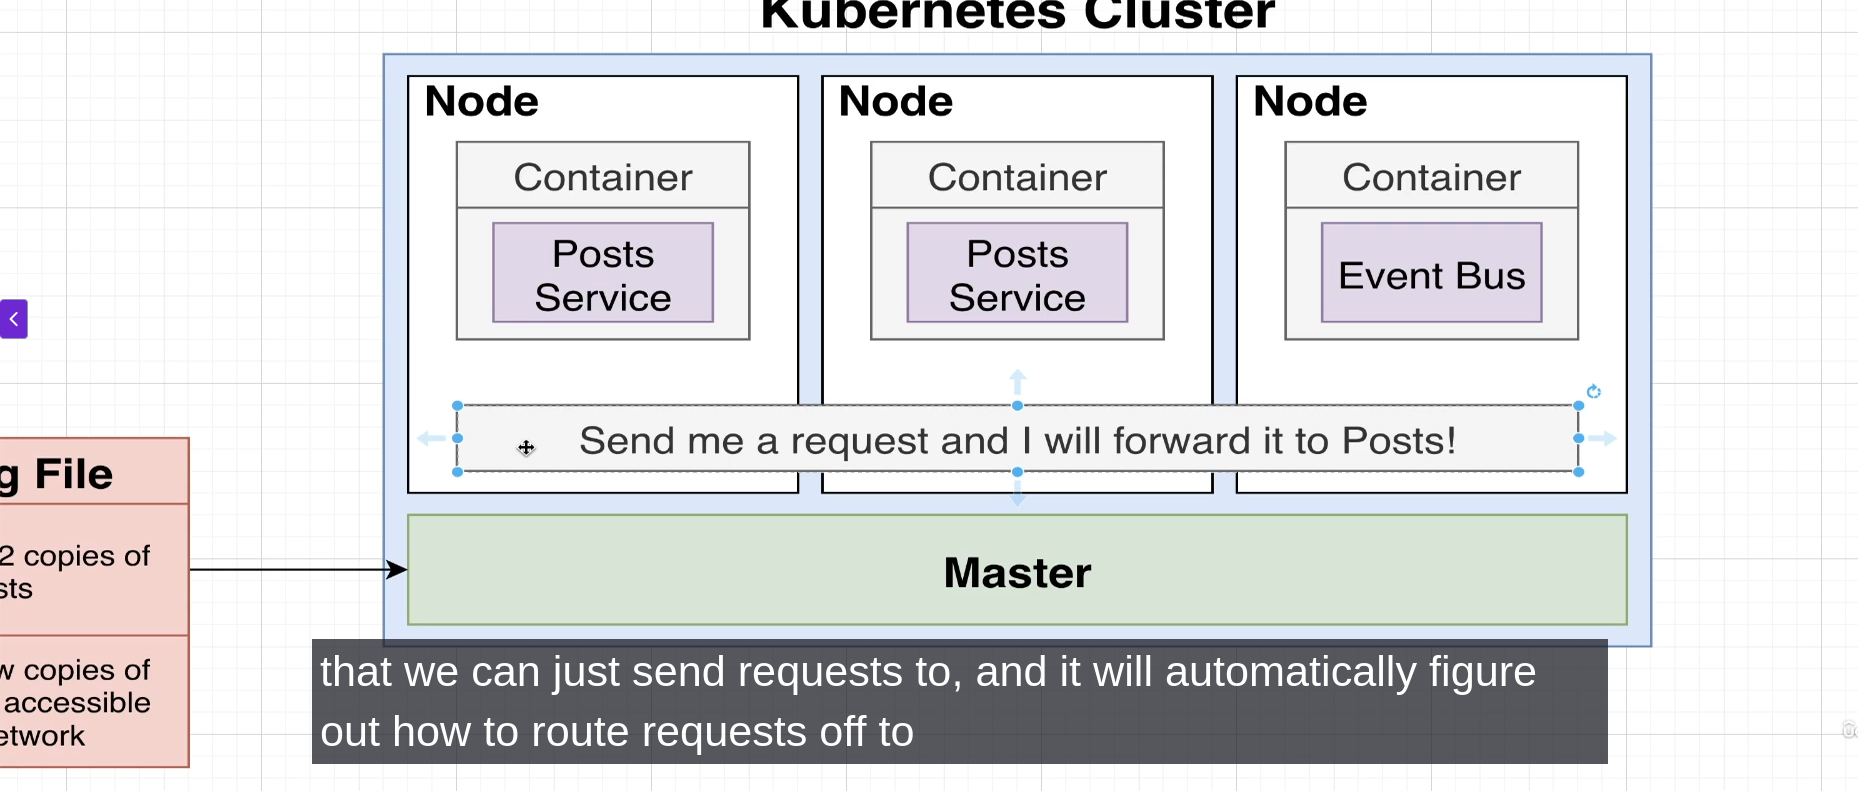 Kubernetes Cluster
Node
Node
Node
Container
Container
Container
Posts
Service
Posts
Service
Event Bus
Send me a request and I will forward it to Posts!
g File
2 copies of
sts
Master
w copies of
accessible
etwork
that we can just send requests to, and it will automatically figure
out how to route requests off to